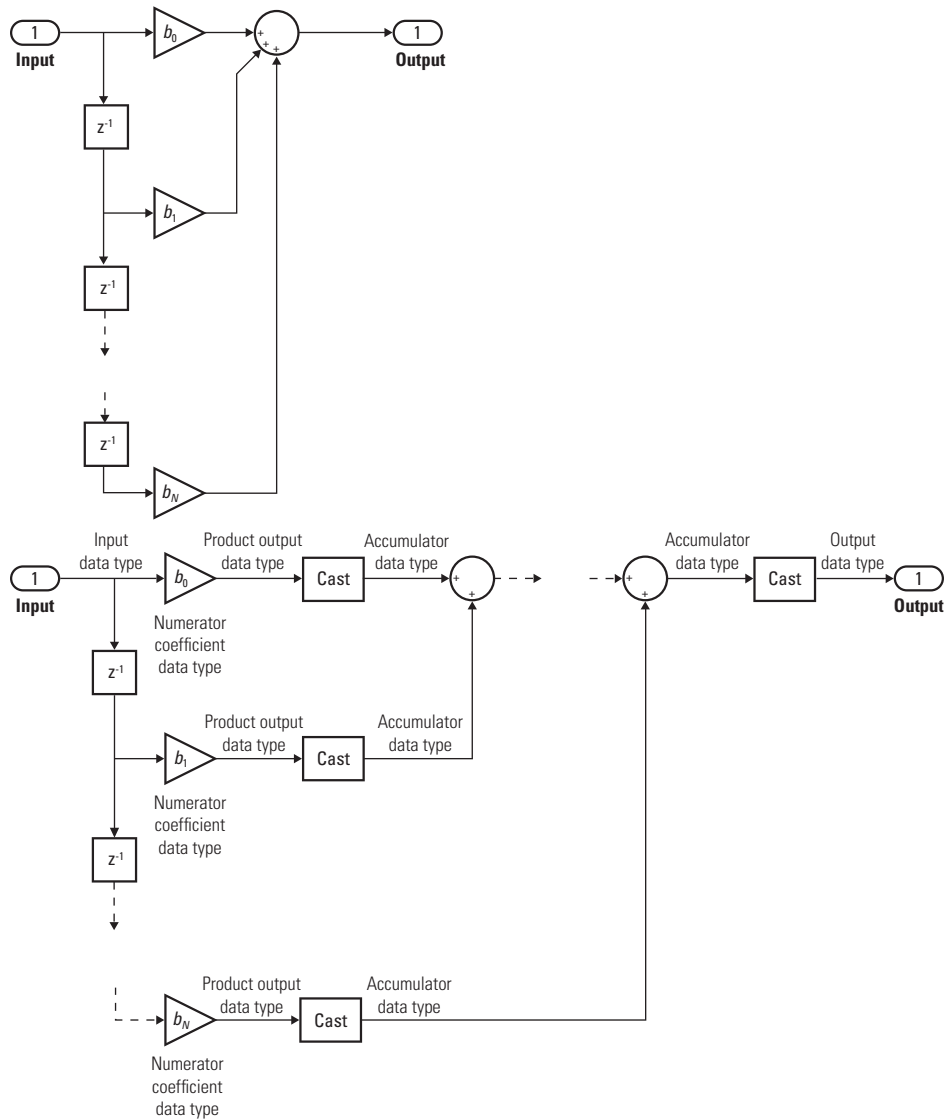 1
b0
1
Input
Output
z-1
b1
z-1
z-1
bN
Input
data type
Product output
data type
Accumulator
data type
Accumulator
data type
Output
data type
1
b0
Cast
Cast
1
Input
Output
Numerator
coefficient
data type
z-1
Product output
data type
Accumulator
data type
b1
Cast
Numerator
coefficient
data type
z-1
Product output
data type
Accumulator
data type
bN
Cast
Numerator
coefficient
data type